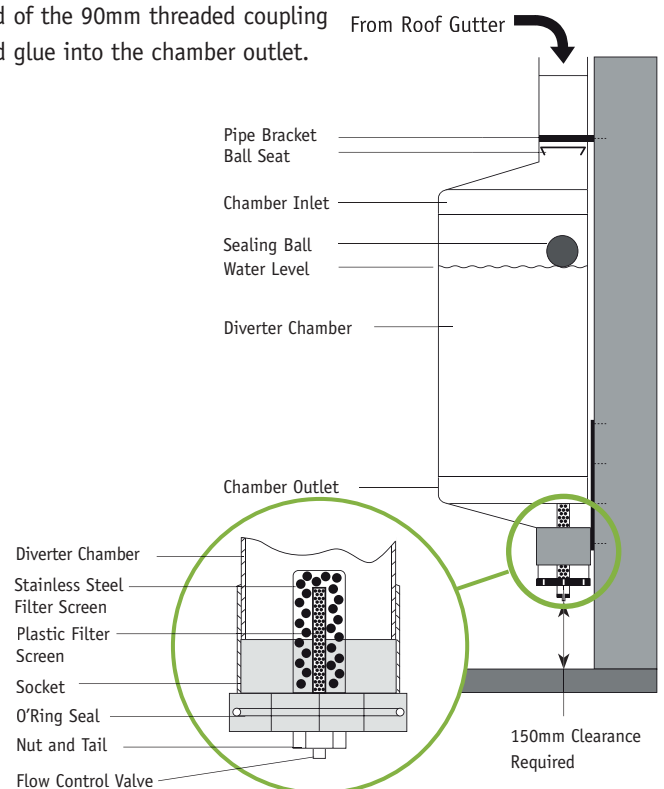 of the 90mm threaded coupling
glue into the chamber outlet.
From Roof Gutter
Pipe Bracket
Ball Seat
Chamber Inlet
Sealing Ball
Water Level
Diverter Chamber
Chamber Outlet
Diverter Chamber
Stainless Steel
Filter Screen
Plastic Filter
Screen
Socket
O'Ring Seal
Nut and Tail
Flow Control Valve
150mm Clearance
Required